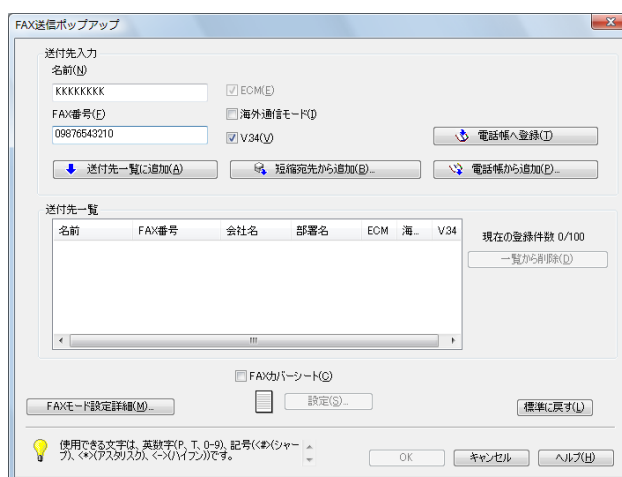 FAX送信ポップアップ
送付先入力
名前(N)
KKKKKKKK
ECM(E)
FAX番号(F)
海外通信モード(I)
09876543210
V.34(V)
電話帳へ登録(T)
送付先一覧に追加(A)
短縮宛先から追加(B)...
電話帳から追加(P)...
送付先一覧
名前 FAX番号 会社名 部署名 ECM 海... V.34
現在の登録件数 0/100
一覧から削除(D)
FAXカバーシート(C)
FAXモード設定詳細(M)...
設定(S)...
標準に戻す(L)
使用できる文字は、英数字(P、T、0-9)、記号(<#>(シャー
プ)、<*>(アスタリスク)、<->(ハイフン))です。
OK
キャンセル
ヘルプ(H)